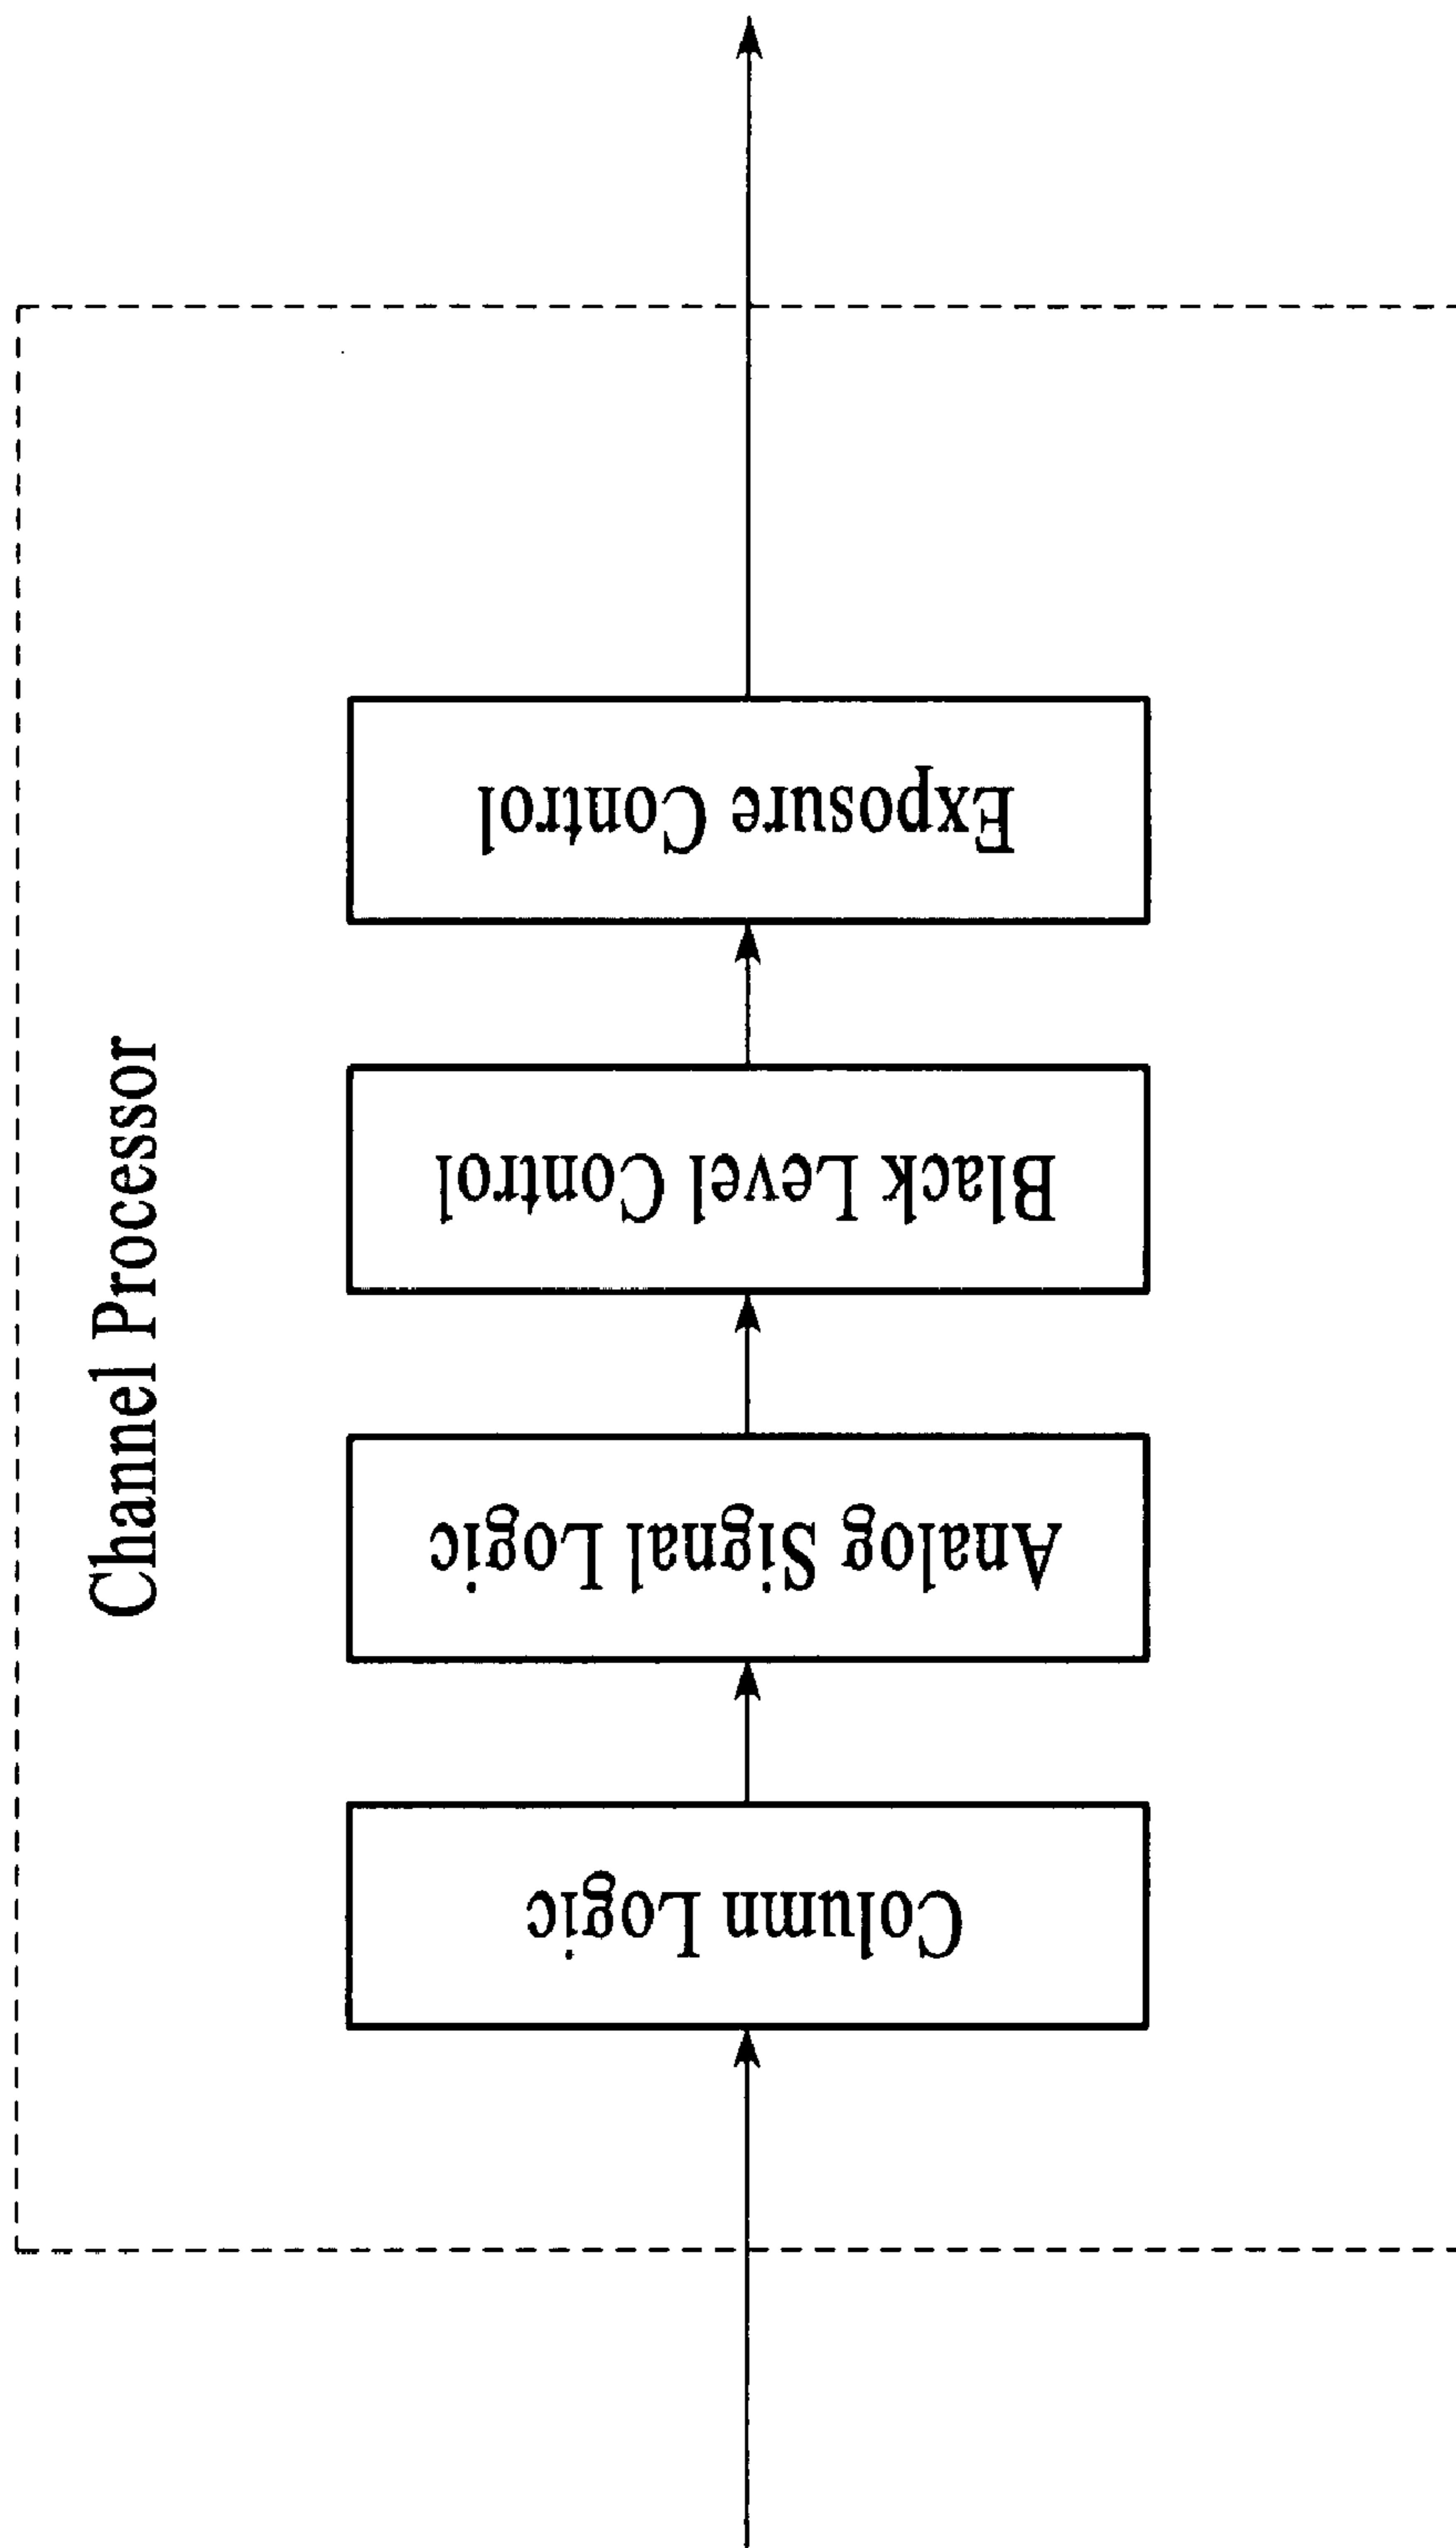 Channel Processor
Column Logic
Analog Signal Logic
Black Level Control
Exposure Control